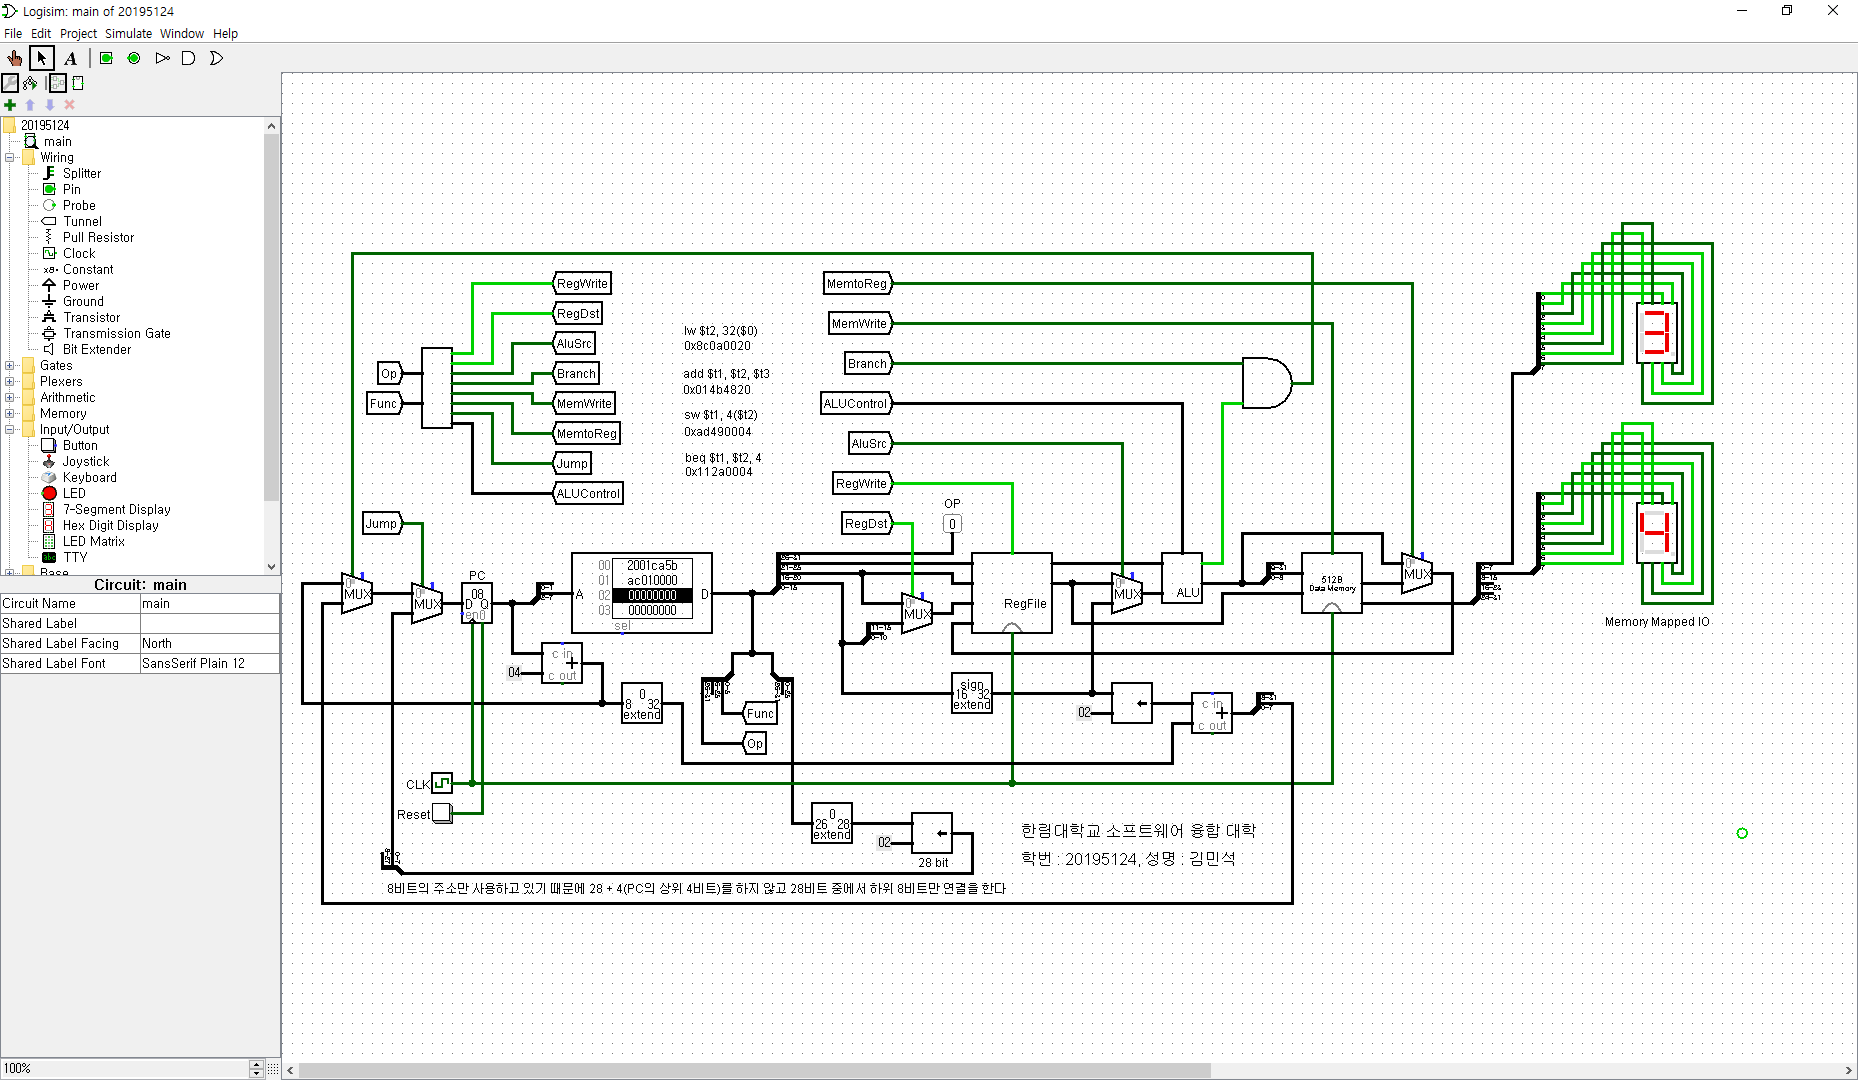 Logisim: main of 20195124
File Edit Project Simulate Window Help
20195124
main
Wiring
Splitter
Pin
Probe
Tunnel
Pull Resistor
Clock
Constant
Power
Ground
Transistor
Transmission Gate
Bit Extender
Gates
Plexers
Arithmetic
Memory
Input/Output
Button
Joystick
Keyboard
LED
7-Segment Display
Hex Digit Display
LED Matrix
TTY
Base
Circuit: main
Circuit Name main
Shared Label
Shared Label Facing North
Shared Label Font SansSerif Plain 12
100%
RegWrite
RegDst
AluSrc
Branch
MemWrite
MemtoReg
Jump
ALUControl
Op
Func
lw $t2, 32($0)
0x8c0a0020
add $t1, $t2, $t3
0x014b4820
sw $t1, 4($t2)
0xad490004
beq $t1, $t2, 4
0x112a0004
MemtoReg
MemWrite
Branch
ALUControl
AluSrc
RegWrite
RegDst
OP
0
Jump
MUX
MUX
PC
08
D Q
en0
A
00 2001ca5b
01 ac010000
02 00000000
03 00000000
sel
D
MUX
RegFile
MUX
ALU
512B
Data Memory
MUX
Memory Mapped IO
04
c in
+
c out
0
8 32
extend
Func
Op
sign
16 32
extend
02
c in
+
c out
CLK
Reset
0
26 28
extend
02
28 bit
한림대학교 소프트웨어 융합 대학
학번 : 20195124, 성명 : 김민석
8비트의 주소만 사용하고 있기 때문에 28 + 4(PC의 상위 4비트)를 하지 않고 28비트 중에서 하위 8비트만 연결을 한다